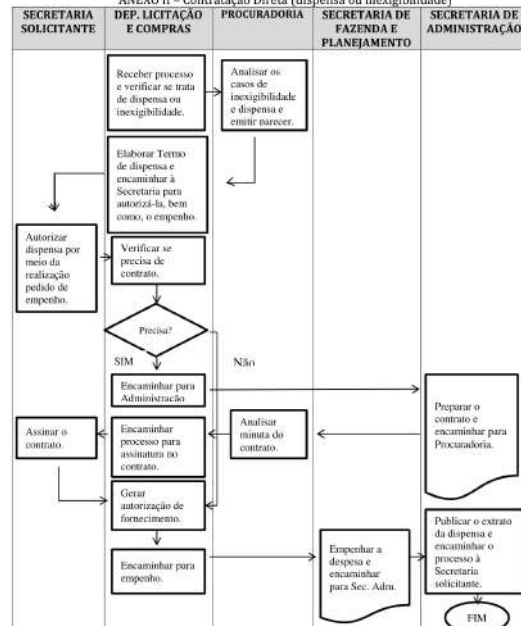 ANEXO II – Contratação Direta (dispensa ou inexigibilidade)
SECRETARIA
SOLICITANTE
DEP. LICITAÇÃO
E COMPRAS
PROCURADORIA
SECRETARIA DE
FAZENDA E
PLANEJAMENTO
SECRETARIA DE
ADMINISTRAÇÃO
Receber processo
e verificar se trata
de dispensa ou
inexigibilidade.
Analisar os
casos de
inexigibilidade
e dispensa e
emitir parecer.
Elaborar Termo
de dispensa e
encaminhar à
Secretaria para
autorizá-la, bem
como, o empenho.
Autorizar
dispensa por
meio da
realização
pedido de
empenho.
Verificar se
precisa de
contrato.
Precisa?
SIM
Não
Encaminhar para
Administração
Preparar o
contrato e
encaminhar para
Procuradoria.
Analisar
minuta do
contrato.
Encaminhar
processo para
assinatura no
contrato.
Assinar o
contrato.
Gerar
autorização de
fornecimento.
Encaminhar para
empenho.
Empenhar a
despesa e
encaminhar
para Sec. Adm.
Publicar o extrato
da dispensa e
encaminhar o
processo à
Secretaria
solicitante.
FIM